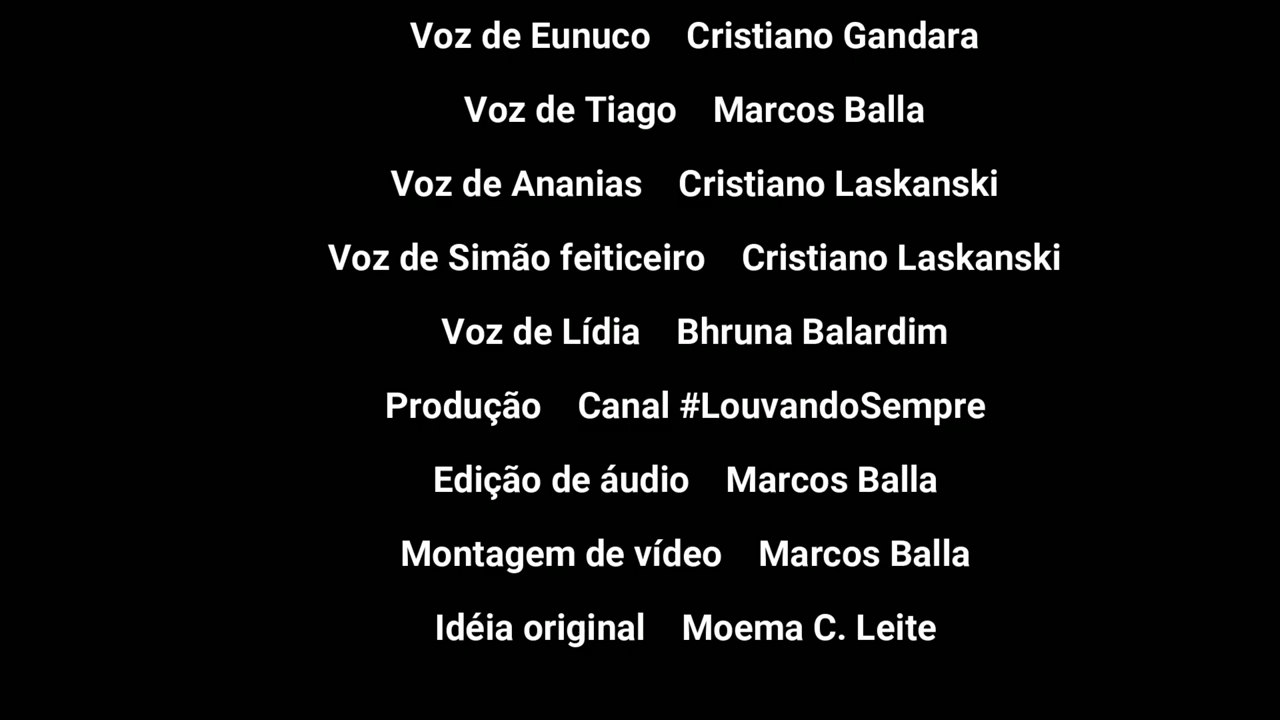 Voz de Eunuco Cristiano Gandara
Voz de Tiago Marcos Balla
Voz de Ananias Cristiano Laskanski
Voz de Simão feiticeiro Cristiano Laskanski
Voz de Lídia Bhruna Balardim
Produção Canal #LouvandoSempre
Edição de áudio Marcos Balla
Montagem de vídeo Marcos Balla
Idéia original Moema C. Leite